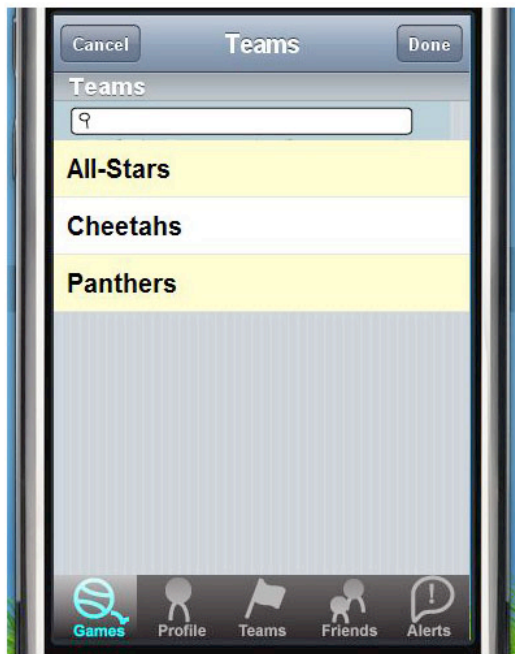 Cancel Teams Done
Teams
All-Stars
Cheetahs
Panthers
Games Profile Teams Friends Alerts